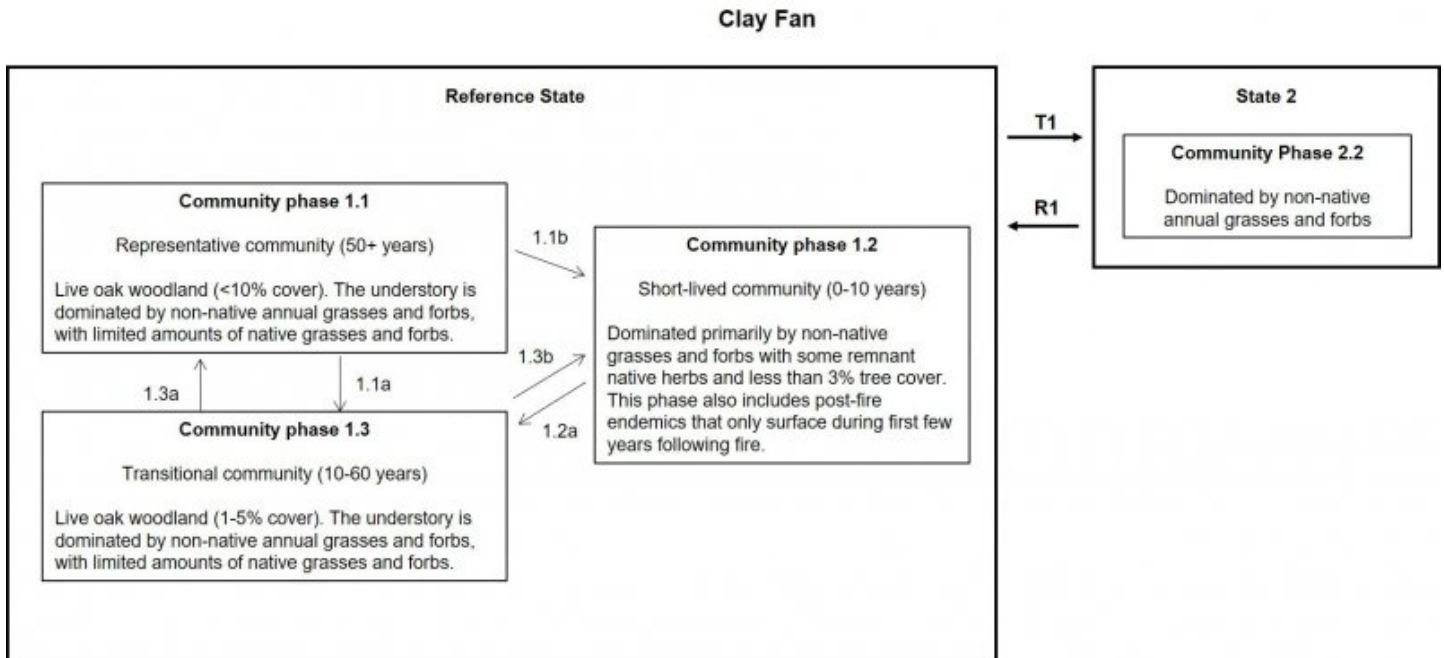 Clay Fan
Reference State
Community phase 1.1
Representative community (50+ years)
Live oak woodland (<10% cover). The understory is
dominated by non-native annual grasses and forbs,
with limited amounts of native grasses and forbs.
1.1b
1.3a
1.1a
1.3b
1.2a
Community phase 1.2
Short-lived community (0-10 years)
Dominated primarily by non-native
grasses and forbs with some remnant
native herbs and less than 3% tree cover.
This phase also includes post-fire
endemics that only surface during first few
years following fire.
Community phase 1.3
Transitional community (10-60 years)
Live oak woodland (1-5% cover). The understory is
dominated by non-native annual grasses and forbs,
with limited amounts of native grasses and forbs.
T1
R1
State 2
Community Phase 2.2
Dominated by non-native
annual grasses and forbs